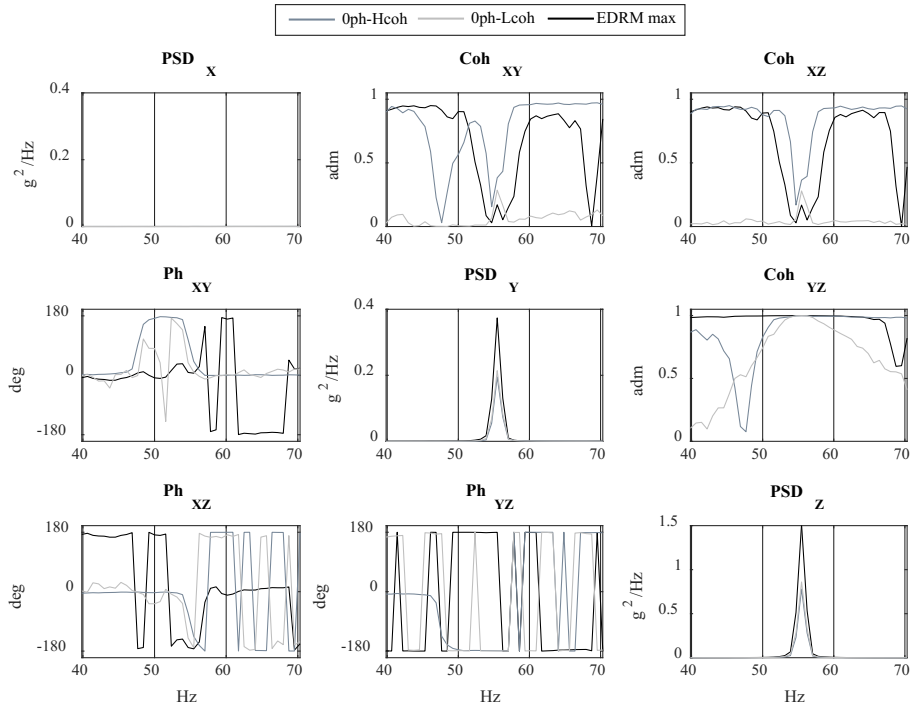 0ph-Hcoh 0ph-Lcoh EDRM max
PSD X
Coh XY
Coh XZ
0.4
0.2
0
g 2 /Hz
40 50 60 70
1
0.5
0
adm
40 50 60 70
1
0.5
0
adm
40 50 60 70
Ph XY
PSD Y
Coh YZ
180
0
-180
deg
40 50 60 70
0.4
0.2
0
g 2 /Hz
40 50 60 70
1
0.5
0
adm
40 50 60 70
Ph XZ
Ph YZ
PSD Z
180
0
-180
deg
40 50 60 70
Hz
180
0
-180
deg
40 50 60 70
Hz
1.5
1
0.5
0
g 2 /Hz
40 50 60 70
Hz